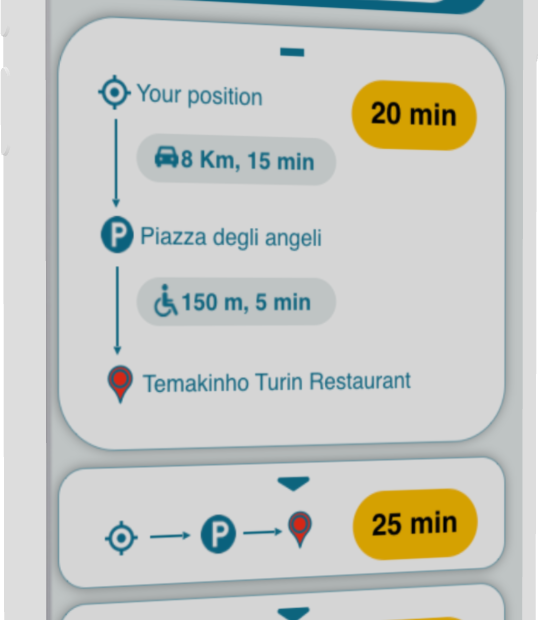 Your position
20 min
8 Km, 15 min
P
Piazza degli angeli
150 m, 5 min
Temakinho Turin Restaurant
P
25 min